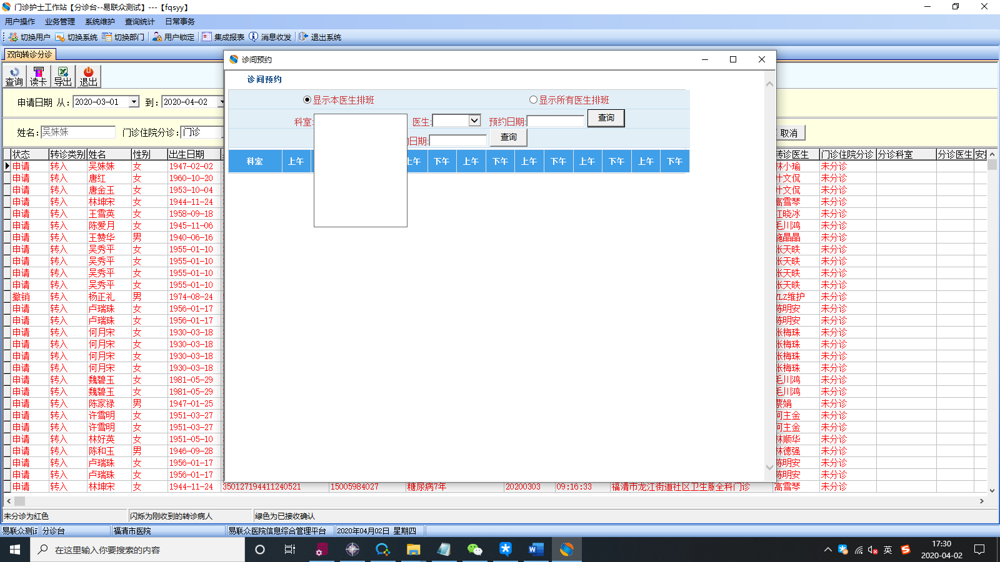 门诊护士工作站【分诊台--易联众测试】---【fqsyy】
用户操作 业务管理 系统维护 查询统计 日常事务
切换用户 切换系统 切换部门 用户锁定 集成报表 消息收发 退出系统
双向转诊分诊
查询 读卡 导出 退出
申请日期 从: 2020-03-01 到: 2020-04-02
姓名: 吴妹妹 门诊住院分诊: 门诊 取消
诊间预约
诊间预约
显示本医生排班 显示所有医生排班
科室: 医生: 预约日期: 查询
日期: 查询
科室 上午 上午 下午 上午 下午 上午 下午 上午 下午 上午 下午
状态 转诊类别 姓名 性别 出生日期 转诊医生 门诊住院分诊 分诊科室 分诊医生
申请 转入 吴妹妹 女 1947-02-02 林小瑜 未分诊
申请 转入 唐红 女 1960-10-20 叶文侃 未分诊
申请 转入 唐金玉 女 1953-10-04 叶文侃 未分诊
申请 转入 林坤宋 女 1944-11-24 高雪琴 未分诊
申请 转入 王雪英 女 1958-09-18 江晓冰 未分诊
申请 转入 陈爱月 女 1945-11-06 毛川鸿 未分诊
申请 转入 王赞华 男 1940-06-16 施晶晶 未分诊
申请 转入 吴秀平 女 1955-01-10 张天昳 未分诊
申请 转入 吴秀平 女 1955-01-10 张天昳 未分诊
申请 转入 吴秀平 女 1955-01-10 张天昳 未分诊
申请 转入 吴秀平 女 1955-01-10 张天昳 未分诊
撤销 转入 杨正礼 男 1974-08-24 YLZ维护 未分诊
申请 转入 卢瑞珠 女 1956-01-17 陈明安 未分诊
申请 转入 卢瑞珠 女 1956-01-17 陈明安 未分诊
申请 转入 何月宋 女 1930-03-18 张梅珠 未分诊
申请 转入 何月宋 女 1930-03-18 张梅珠 未分诊
申请 转入 何月宋 女 1930-03-18 张梅珠 未分诊
申请 转入 何月宋 女 1930-03-18 张梅珠 未分诊
申请 转入 魏碧玉 女 1981-05-29 毛川鸿 未分诊
申请 转入 魏碧玉 女 1981-05-29 毛川鸿 未分诊
申请 转入 陈家禄 男 1947-01-25 蔡娟 未分诊
申请 转入 许雪明 女 1951-03-27 何主金 未分诊
申请 转入 许雪明 女 1951-03-27 何主金 未分诊
申请 转入 林好英 女 1951-05-10 林顺华 未分诊
申请 转入 陈和玉 男 1946-09-28 林德强 未分诊
申请 转入 卢瑞珠 女 1956-01-17 陈明安 未分诊
申请 转入 卢瑞珠 女 1956-01-17 陈明安 未分诊
申请 转入 林坤宋 女 1944-11-24 350127194411240521 15005984027 糖尿病7年 20200303 09:16:33 福清市龙江街道社区卫生服 全科门诊 高雪琴 未分诊
未分诊为红色 闪烁为刚收到的转诊病人 绿色为已接收确认
易联众测试 分诊台 福清市医院 易联众医院信息综合管理平台 2020年04月02日 星期四
在这里输入你要搜索的内容 英 17:30
2020-04-02